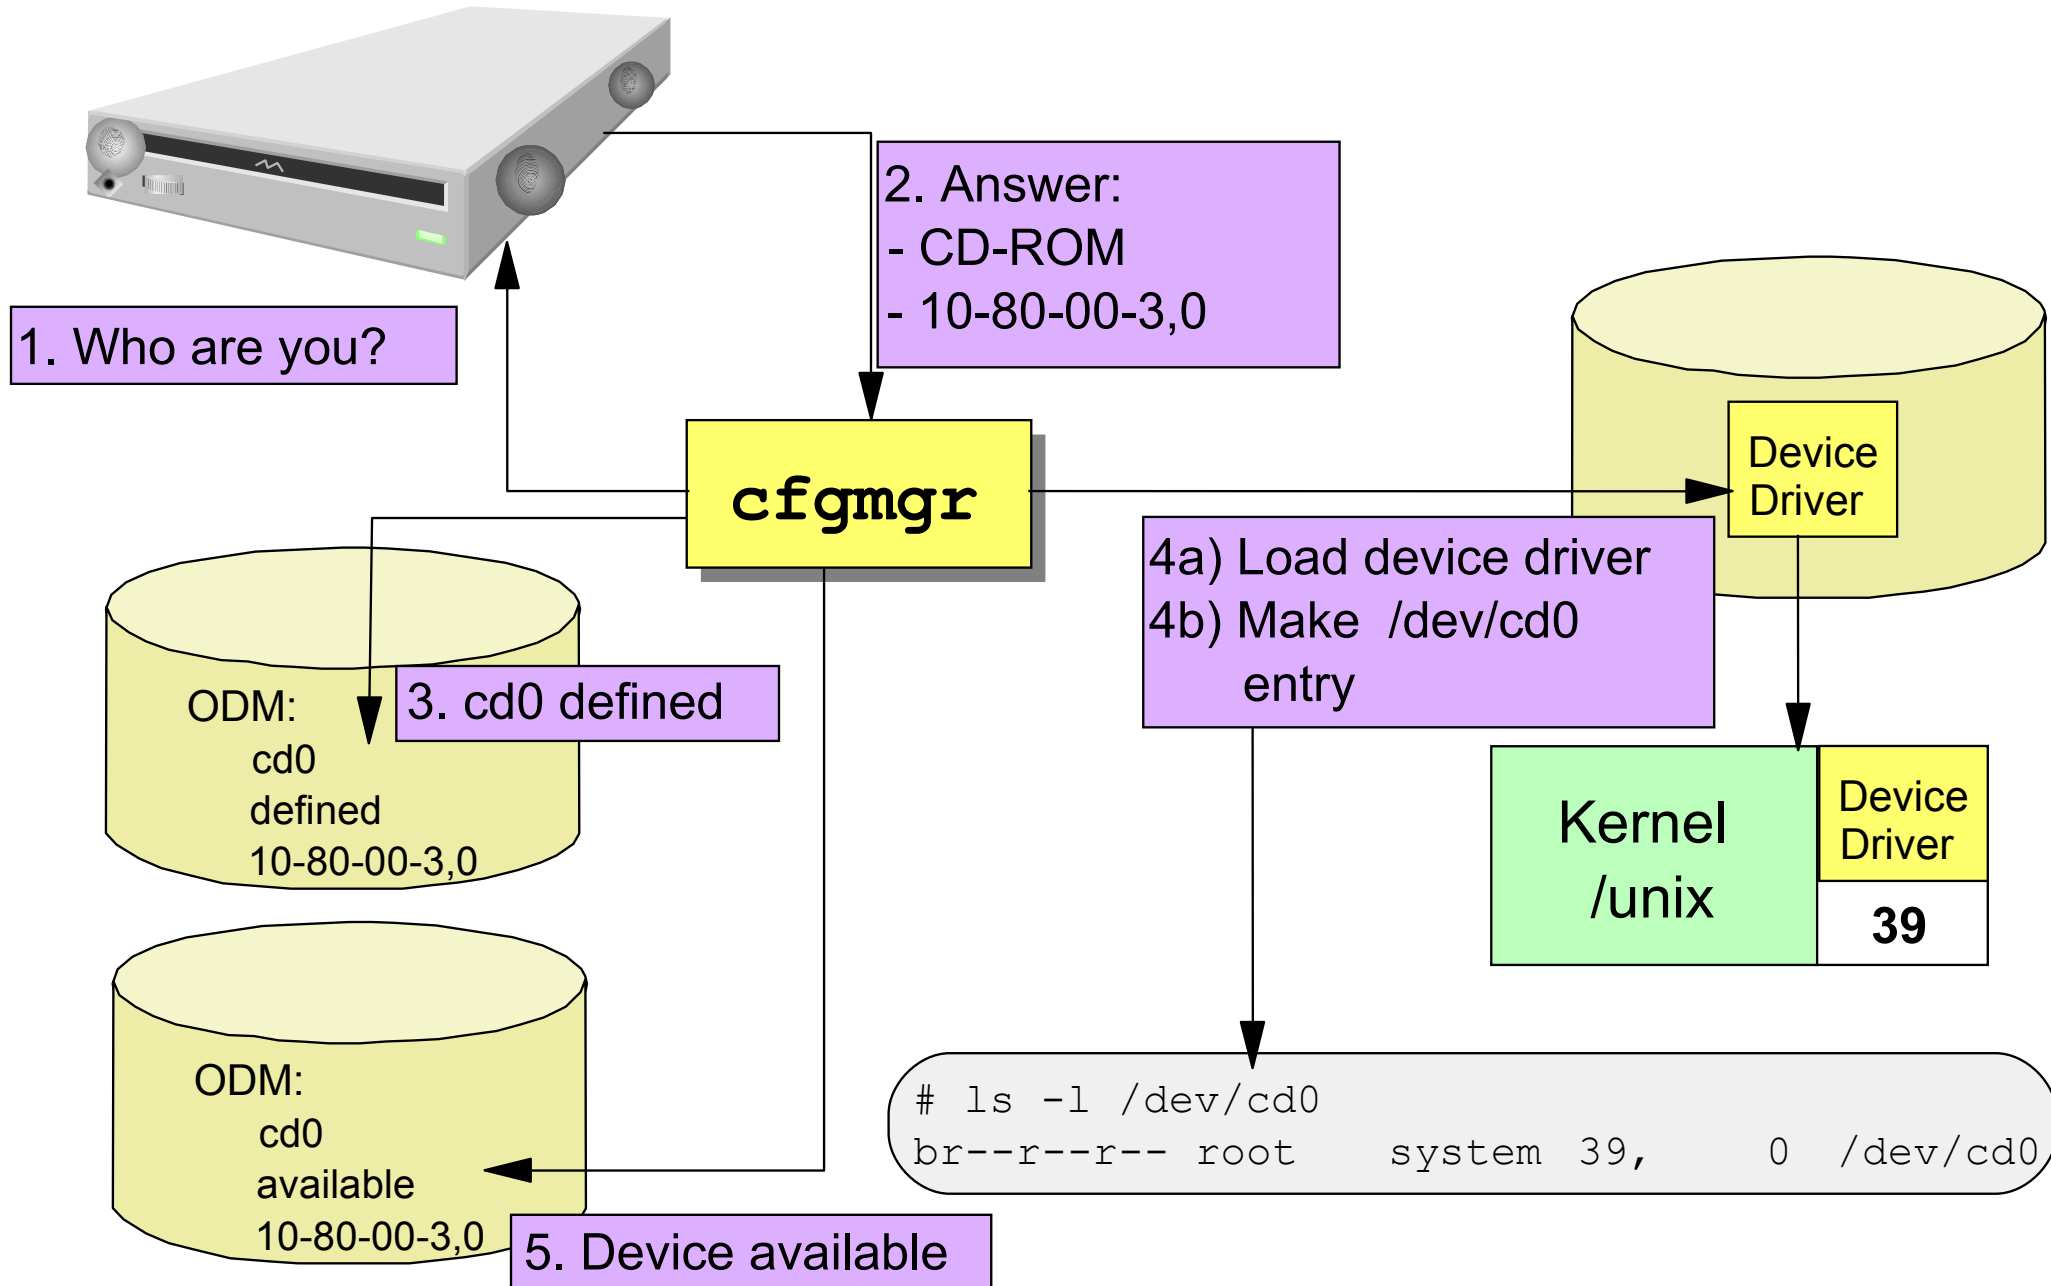 1. Who are you?
2. Answer:
- CD-ROM
- 10-80-00-3,0
cfgmgr
Device
Driver
4a) Load device driver
4b) Make /dev/cd0
entry
3. cd0 defined
ODM:
cd0
defined
10-80-00-3,0
Kernel
/unix
Device
Driver
39
ODM:
cd0
available
10-80-00-3,0
5. Device available
# ls -l /dev/cd0
br--r--r-- root system 39, 0 /dev/cd0